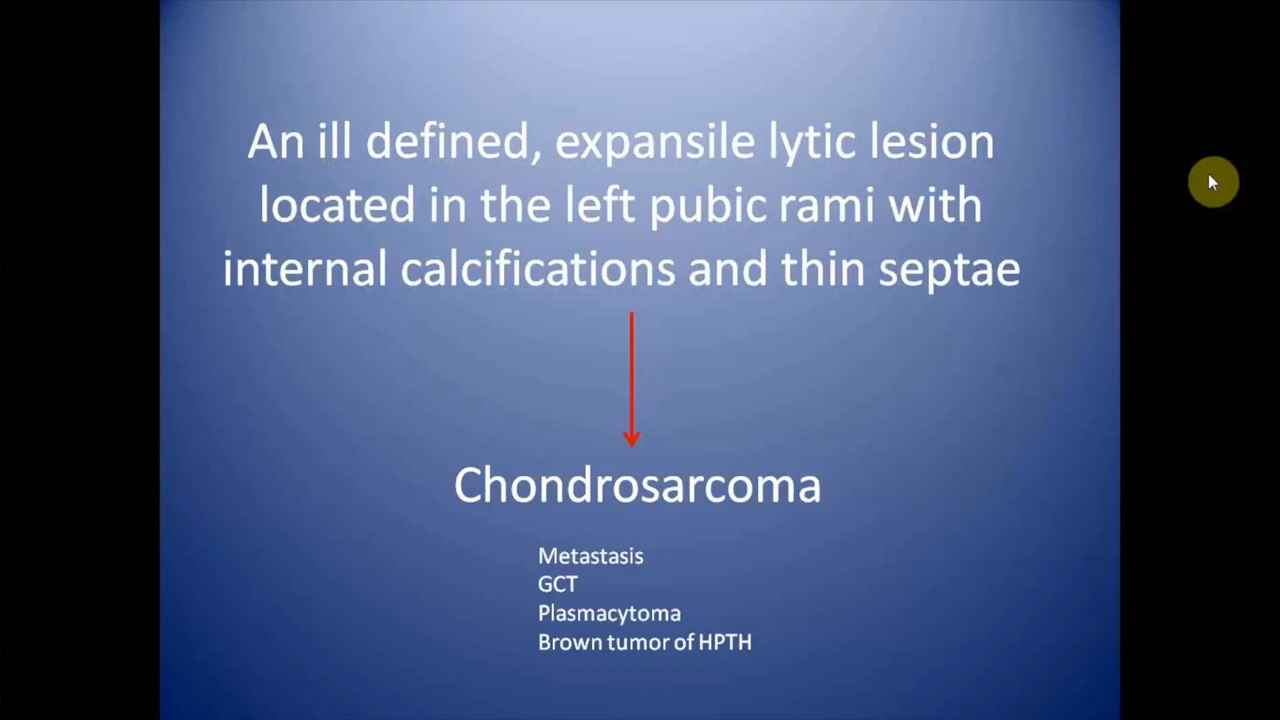 An ill defined, expansile lytic lesion
located in the left pubic rami with
internal calcifications and thin septae
Chondrosarcoma
Metastasis
GCT
Plasmacytoma
Brown tumor of HPTH